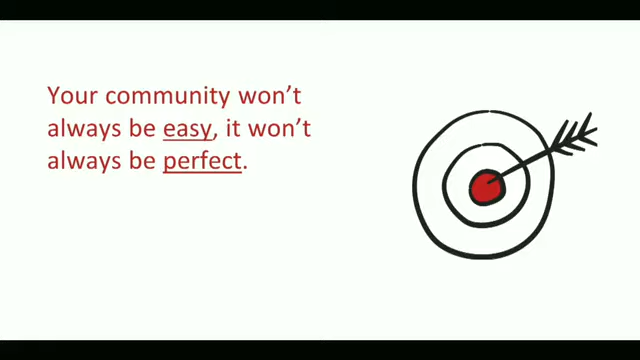 Your community won't
always be easy, it won't
always be perfect.